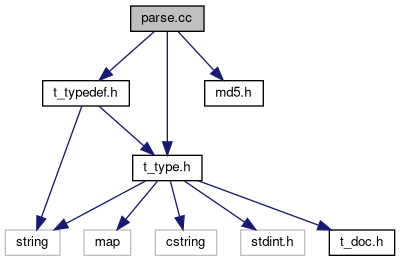 parse.cc
t_typedef.h
md5.h
t_type.h
string
map
cstring
stdint.h
t_doc.h